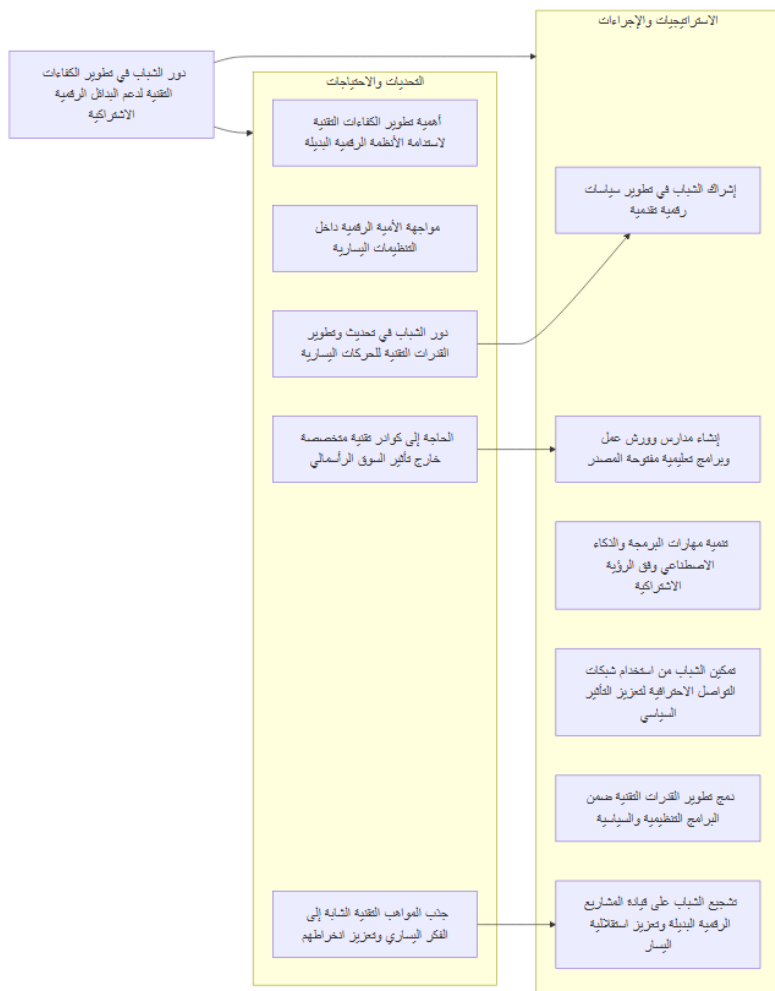 الاستراتيجيات والإجراءات
دور الشباب في تطوير الكفاءات
التقنية لدعم البدائل الرقمية
الاشتراكية
التحديات والاحتياجات
أهمية تطوير الكفاءات التقنية
لاستدامة الأنظمة الرقمية البديلة
مواجهة الأمية الرقمية داخل
التنظيمات اليسارية
دور الشباب في تحديث وتطوير
القدرات التقنية للحركات اليسارية
الحاجة إلى كوادر تقنية متخصصة
خارج تأثير السوق الرأسمالي
جذب المواهب التقنية الشابة إلى
الفكر اليساري وتعزيز انخراطهم
إشراك الشباب في تطوير سياسات
رقمية تقدمية
إنشاء مدارس وورش عمل
وبرامج تعليمية مفتوحة المصدر
تنمية مهارات البرمجة والذكاء
الاصطناعي وفق الرؤية
الاشتراكية
تمكين الشباب من استخدام شبكات
التواصل الاحترافية لتعزيز التأثير
السياسي
دمج تطوير القدرات التقنية ضمن
البرامج التنظيمية والسياسية
تشجيع الشباب على قيادة المشاريع
الرقمية البديلة وتعزيز استقلالية
اليسار